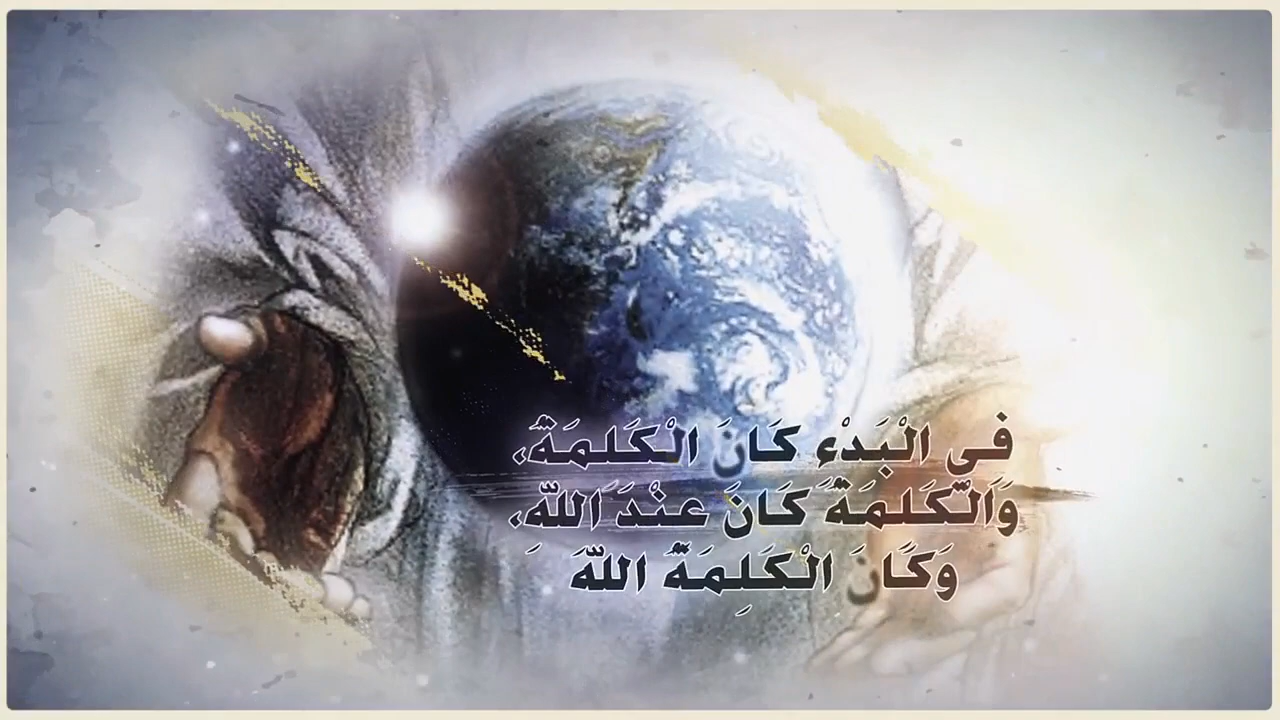 فِي الْبَدْءِ كَانَ الْكَلِمَةُ،
وَالْكَلِمَةُ كَانَ عِنْدَ اللهِ،
وَكَانَ الْكَلِمَةُ اللهَ